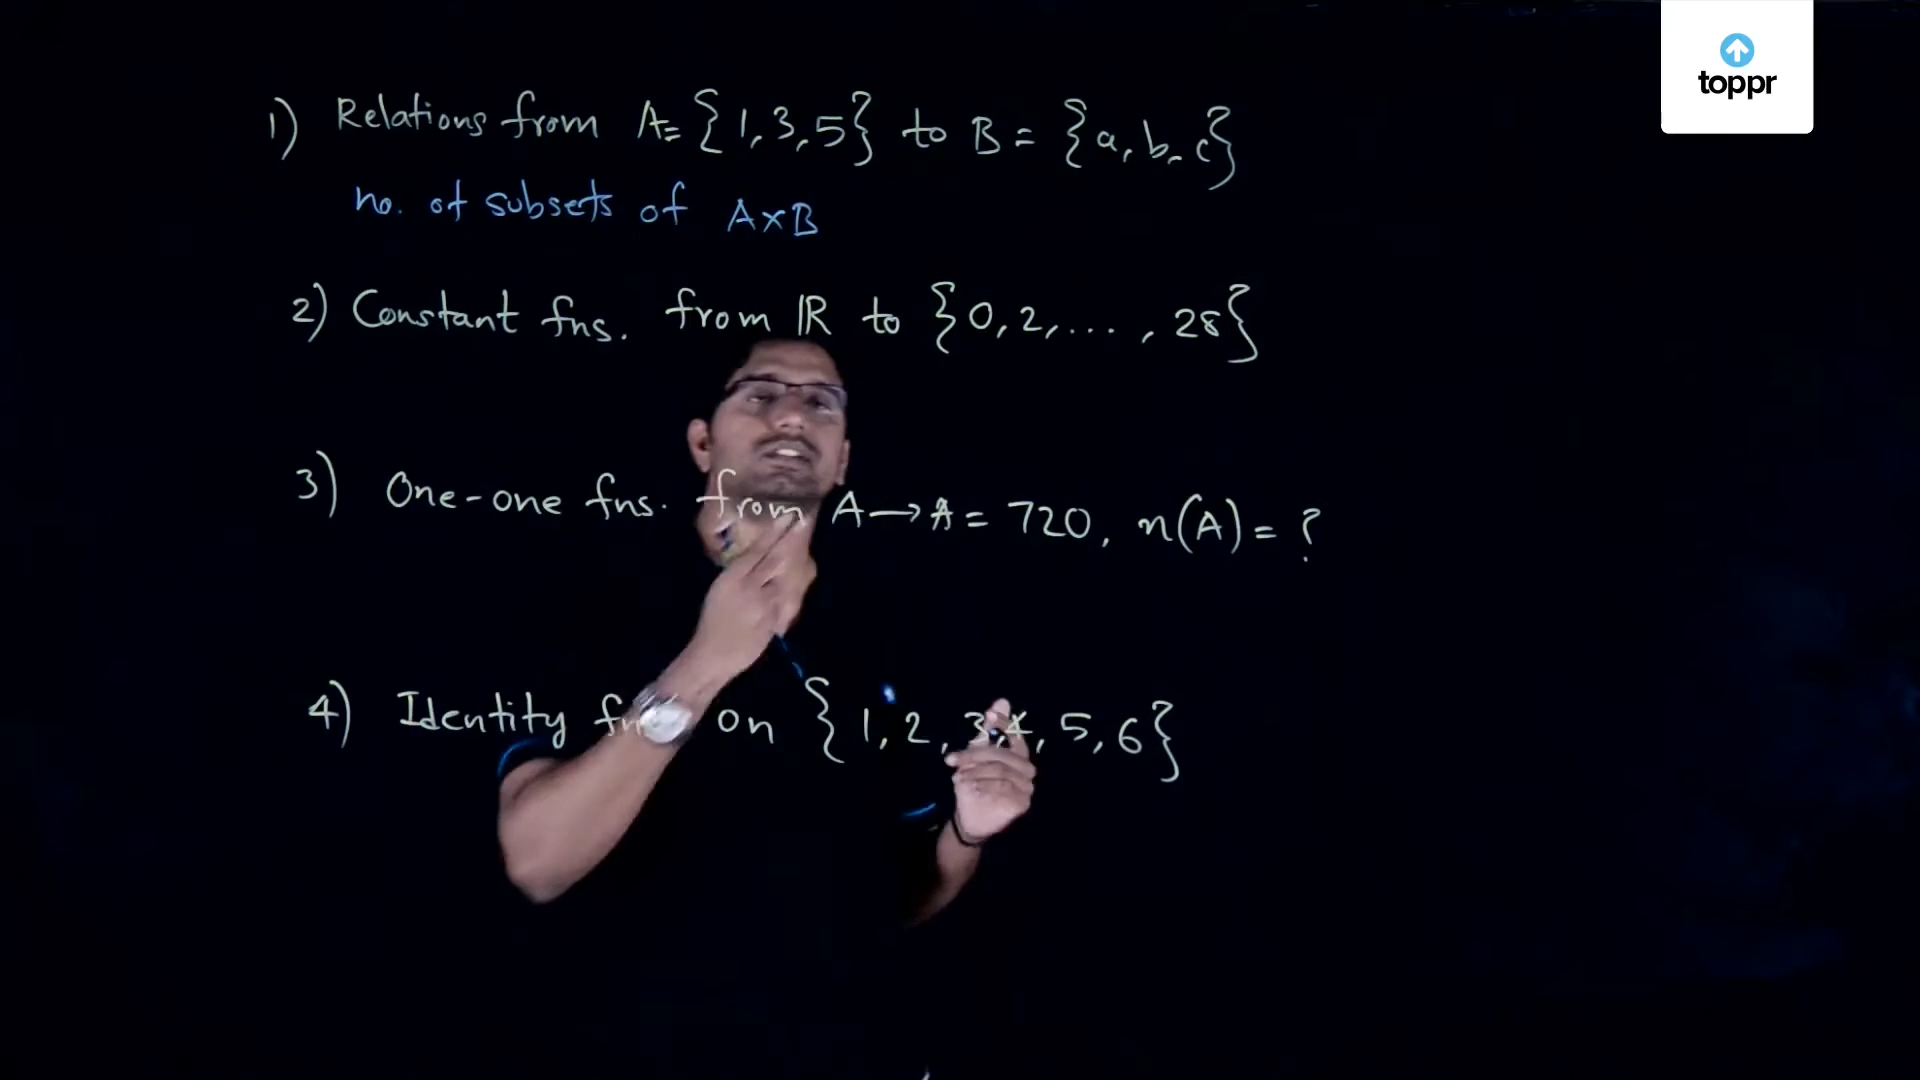 toppr
1) Relations from A= {1,3,5} to B = {a, b, c}
no. of subsets of A×B
2) Constant fns. from ℝ to {0, 2, ... , 28}
3) One-one fns. from A→A = 720, n(A) = ?
4) Identity on {1, 2, 3, 4, 5, 6}